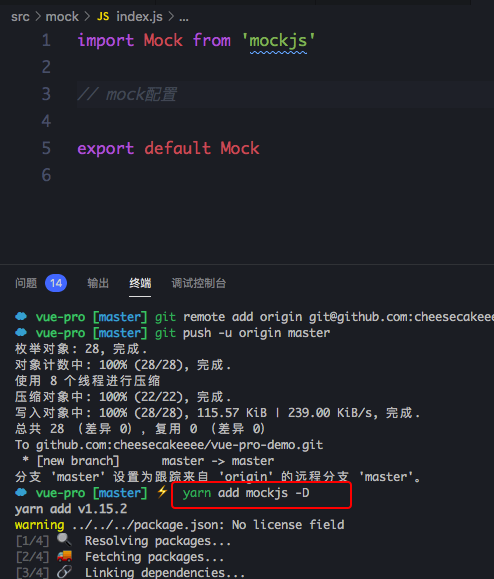 src > mock > JS index.js > ...
1 import Mock from 'mockjs'
2
3 // mock配置
4
5 export default Mock
6
问题 14 输出 终端 调试控制台
vue-pro [master] git remote add origin git@github.com:cheesecakeeee
vue-pro [master] git push -u origin master
枚举对象: 28, 完成.
对象计数中: 100% (28/28), 完成.
使用 8 个线程进行压缩
压缩对象中: 100% (22/22), 完成.
写入对象中: 100% (28/28), 115.57 KiB | 239.00 KiB/s, 完成.
总共 28 （差异 0），复用 0 （差异 0）
To github.com:cheesecakeeee/vue-pro-demo.git
* [new branch] master -> master
分支 'master' 设置为跟踪来自 'origin' 的远程分支 'master'。
vue-pro [master] ⚡ yarn add mockjs -D
yarn add v1.15.2
warning ../../../package.json: No license field
[1/4] 🔍 Resolving packages...
[2/4] 🚚 Fetching packages...
[3/4] 🔗 Linking dependencies...